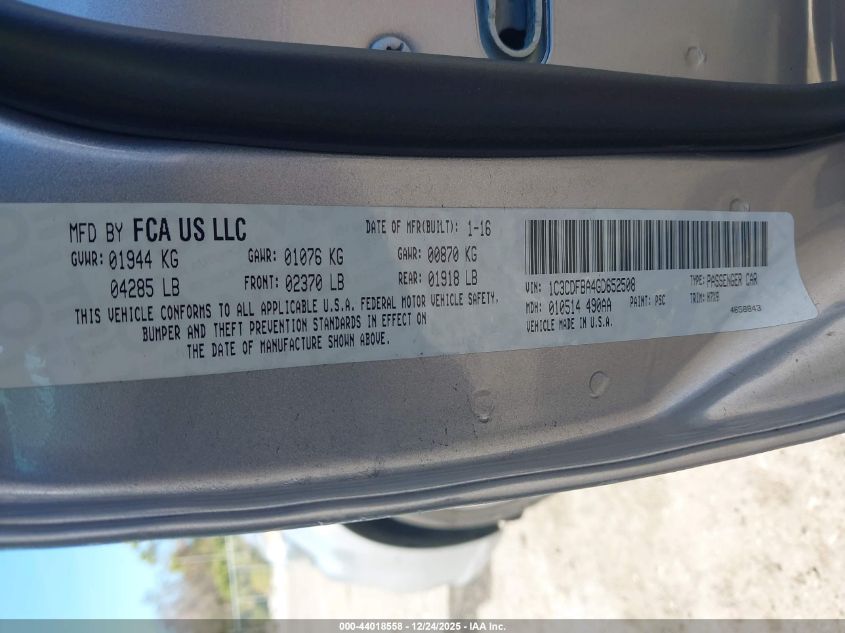 MFD BY FCA US LLC DATE OF MFR(BUILT): 1-16
GVWR: 01944 KG GAWR: 01076 KG GAWR: 00870 KG
04285 LB FRONT: 02370 LB REAR: 01918 LB
THIS VEHICLE CONFORMS TO ALL APPLICABLE U.S.A. FEDERAL MOTOR VEHICLE SAFETY,
BUMPER AND THEFT PREVENTION STANDARDS IN EFFECT ON
THE DATE OF MANUFACTURE SHOWN ABOVE.
VIN: 1C3CDFBA4GD652508 TYPE: PASSENGER CAR
MDH: 010514 490AA PAINT: PSC TRIM: H7X9
VEHICLE MADE IN U.S.A. 4658843
000-44018558 - 12/24/2025 - IAA Inc.